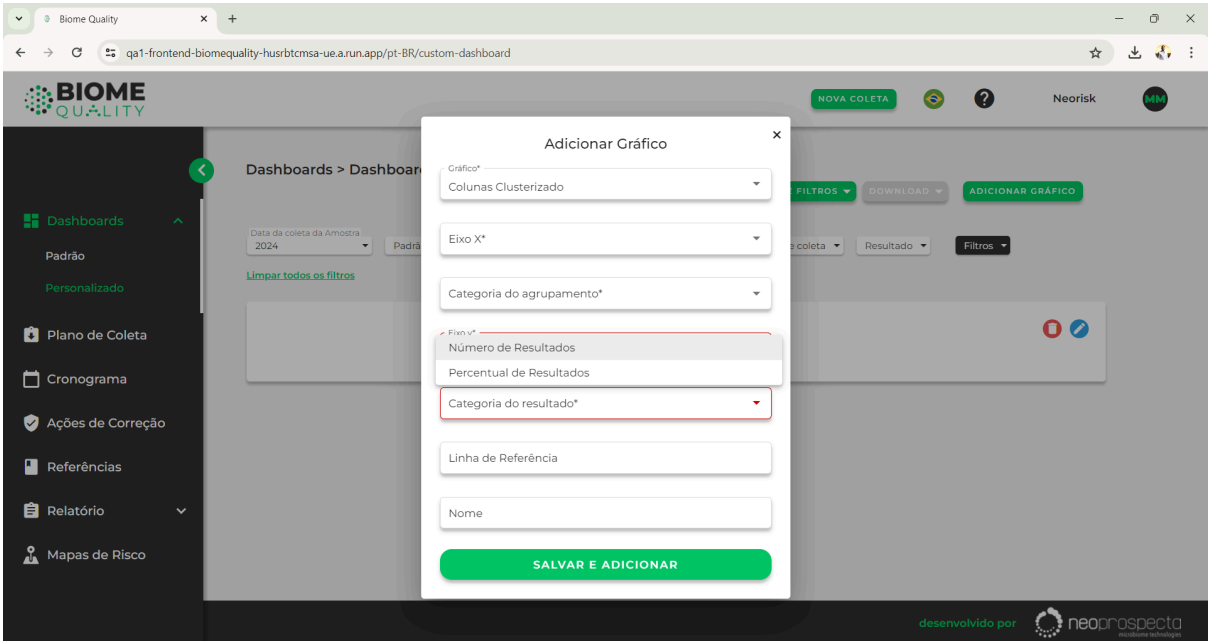 Biome Quality
qa1-frontend-biomequality-husrbtcmsa-ue.a.run.app/pt-BR/custom-dashboard
BIOME
QUALITY
NOVA COLETA
?
Neorisk
MM
Dashboards
Padrão
Personalizado
Plano de Coleta
Cronograma
Ações de Correção
Referências
Relatório
Mapas de Risco
Dashboards > Dashboar
E FILTROS
DOWNLOAD
ADICIONAR GRÁFICO
Data da coleta da Amostra
2024
Padrã
e coleta
Resultado
Filtros
Limpar todos os filtros
Adicionar Gráfico
Gráfico*
Colunas Clusterizado
Eixo X*
Categoria do agrupamento*
Eixo y*
Número de Resultados
Percentual de Resultados
Categoria do resultado*
Linha de Referência
Nome
SALVAR E ADICIONAR
desenvolvido por
neoprospecta
microbiome technologies